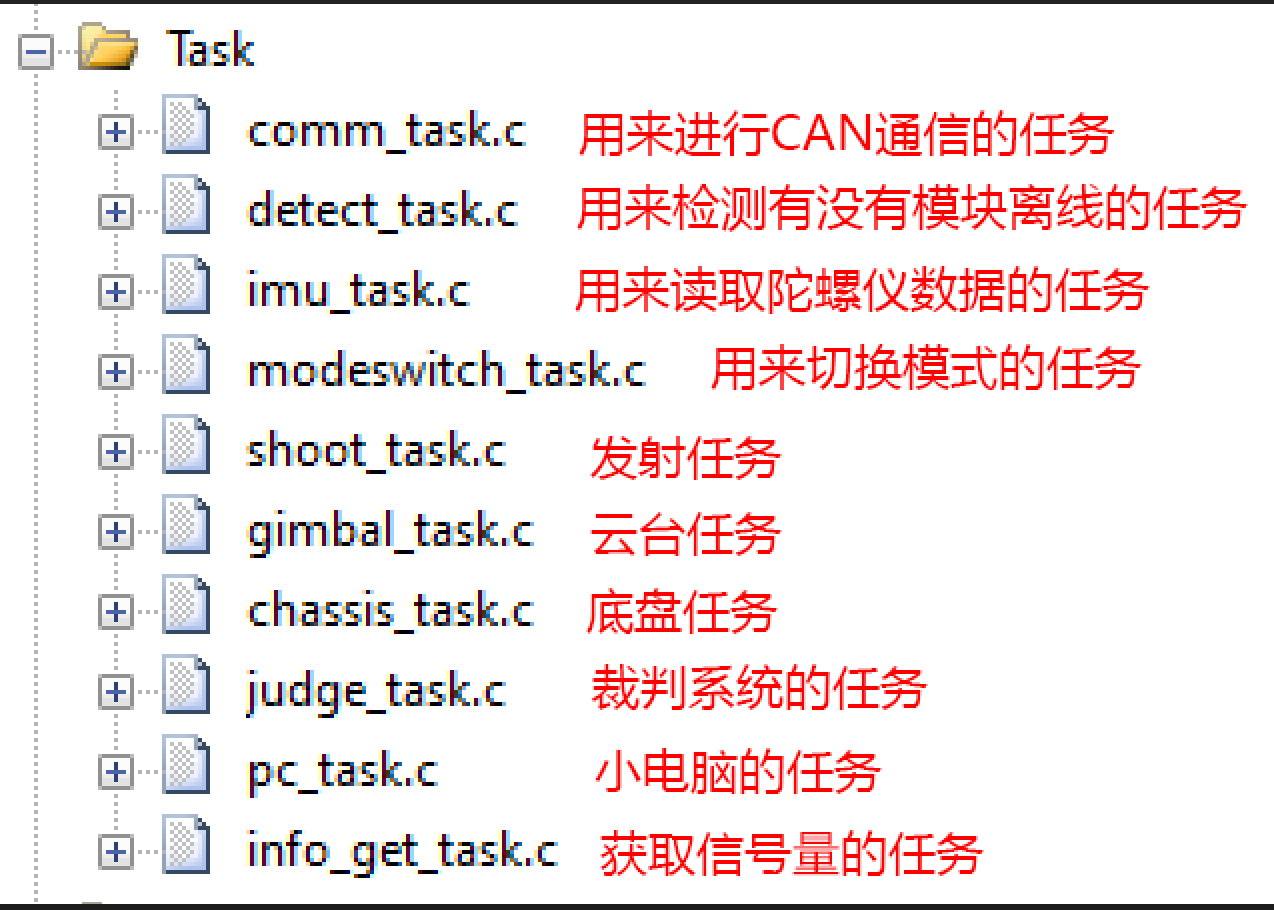 Task
comm_task.c 用来进行CAN通信的任务
detect_task.c 用来检测有没有模块离线的任务
imu_task.c 用来读取陀螺仪数据的任务
modeswitch_task.c 用来切换模式的任务
shoot_task.c 发射任务
gimbal_task.c 云台任务
chassis_task.c 底盘任务
judge_task.c 裁判系统的任务
pc_task.c 小电脑的任务
info_get_task.c 获取信号量的任务